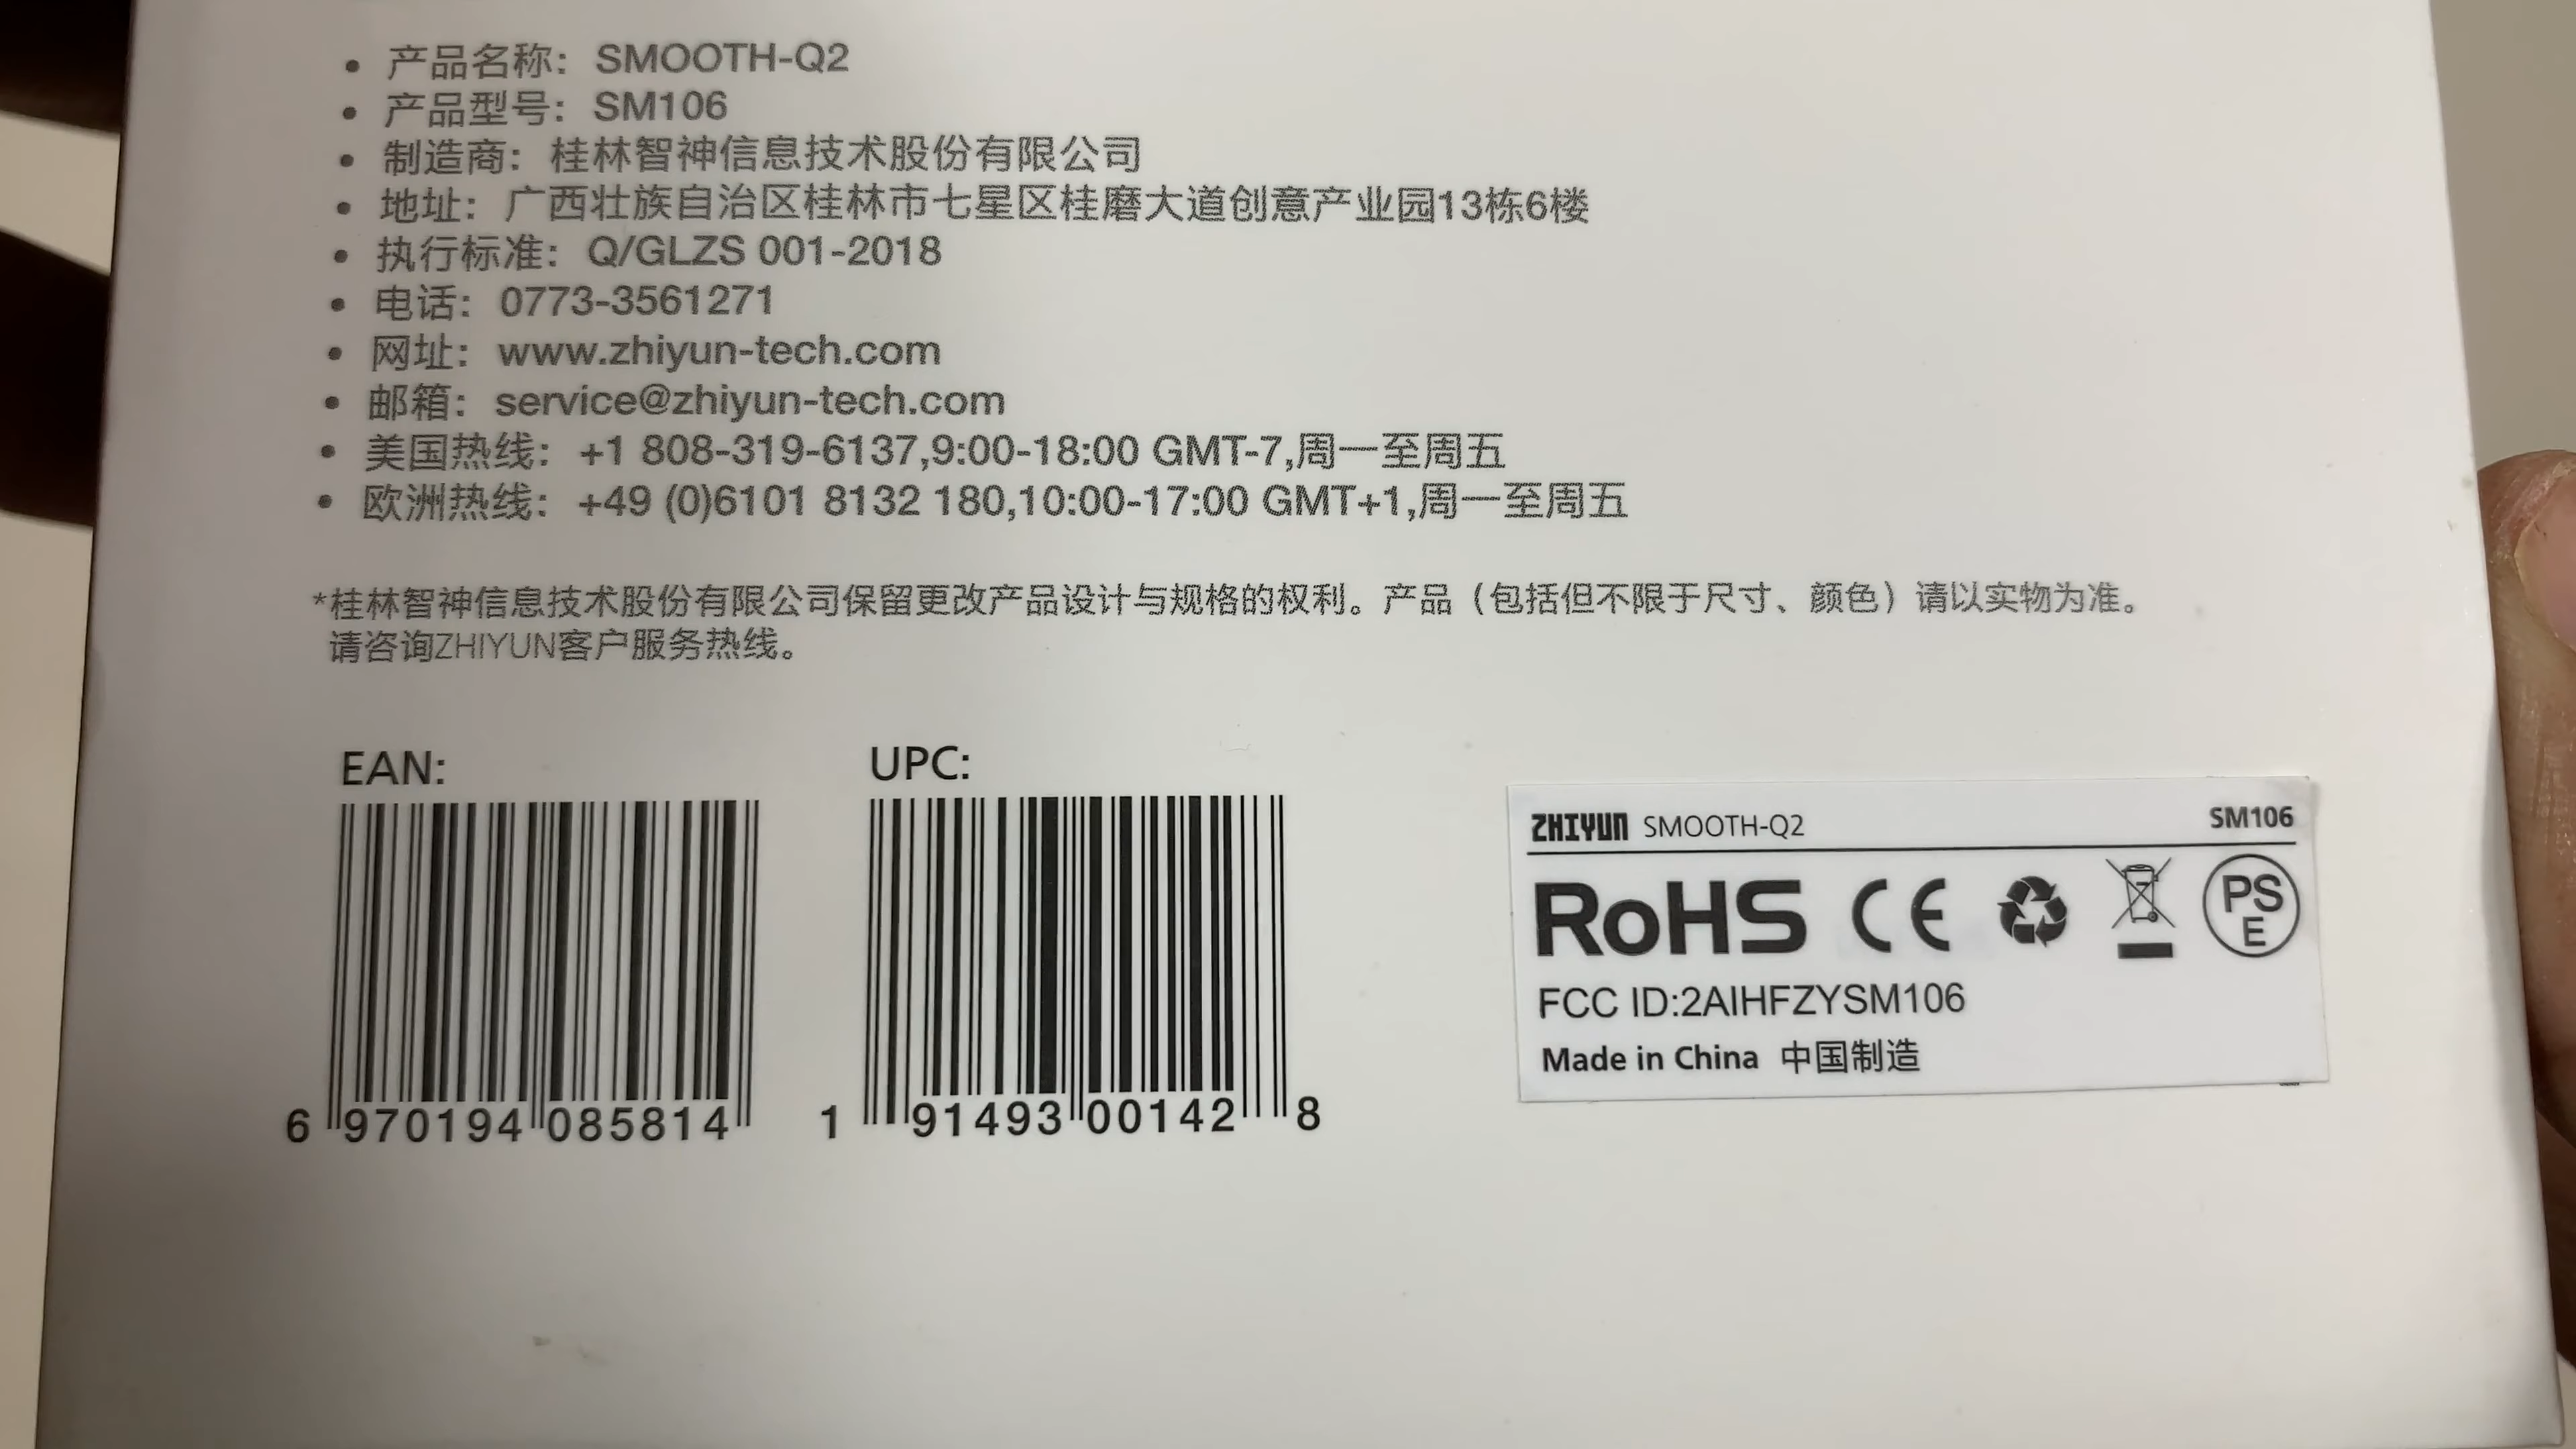 • 产品名称：SMOOTH-Q2
• 产品型号：SM106
• 制造商：桂林智神信息技术股份有限公司
• 地址：广西壮族自治区桂林市七星区桂磨大道创意产业园13栋6楼
• 执行标准：Q/GLZS 001-2018
• 电话：0773-3561271
• 网址：www.zhiyun-tech.com
• 邮箱：service@zhiyun-tech.com
• 美国热线：+1 808-319-6137,9:00-18:00 GMT-7,周一至周五
• 欧洲热线：+49 (0)6101 8132 180,10:00-17:00 GMT+1,周一至周五
*桂林智神信息技术股份有限公司保留更改产品设计与规格的权利。产品（包括但不限于尺寸、颜色）请以实物为准。
请咨询ZHIYUN客户服务热线。
EAN:
6 970194 085814
UPC:
1 91493 00142 8
ZHIYUN SMOOTH-Q2 SM106
RoHS CE PSE
FCC ID:2AIHFZYSM106
Made in China 中国制造